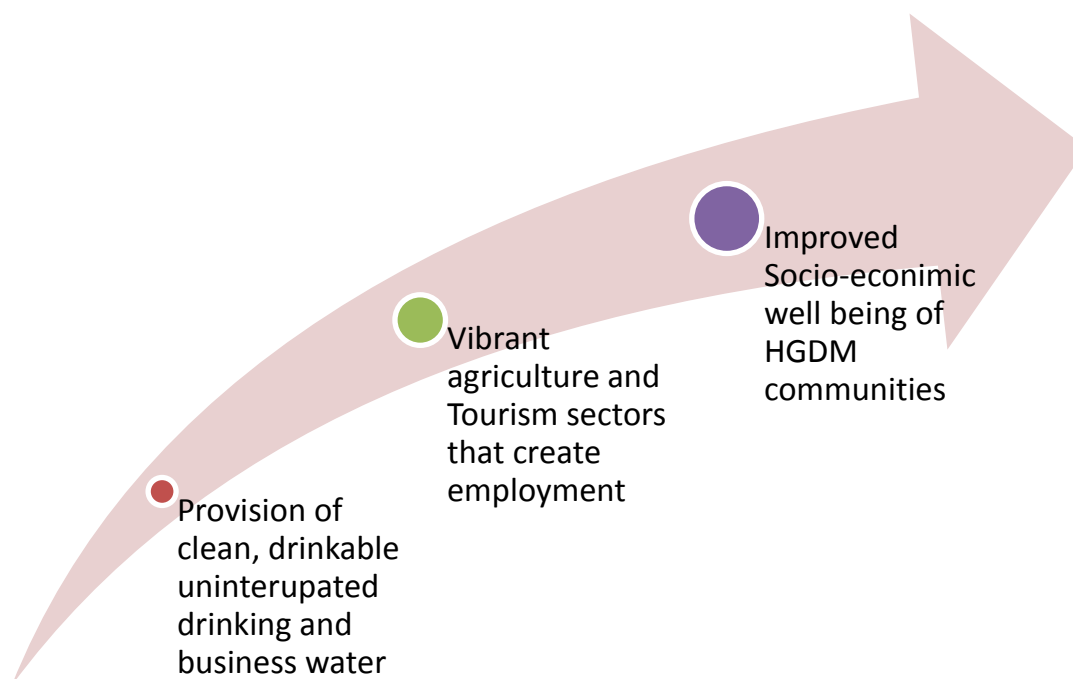 Provision of
clean, drinkable
uninterupated
drinking and
business water
Vibrant
agriculture and
Tourism sectors
that create
employment
Improved
Socio-econimic
well being of
HGDM
communities